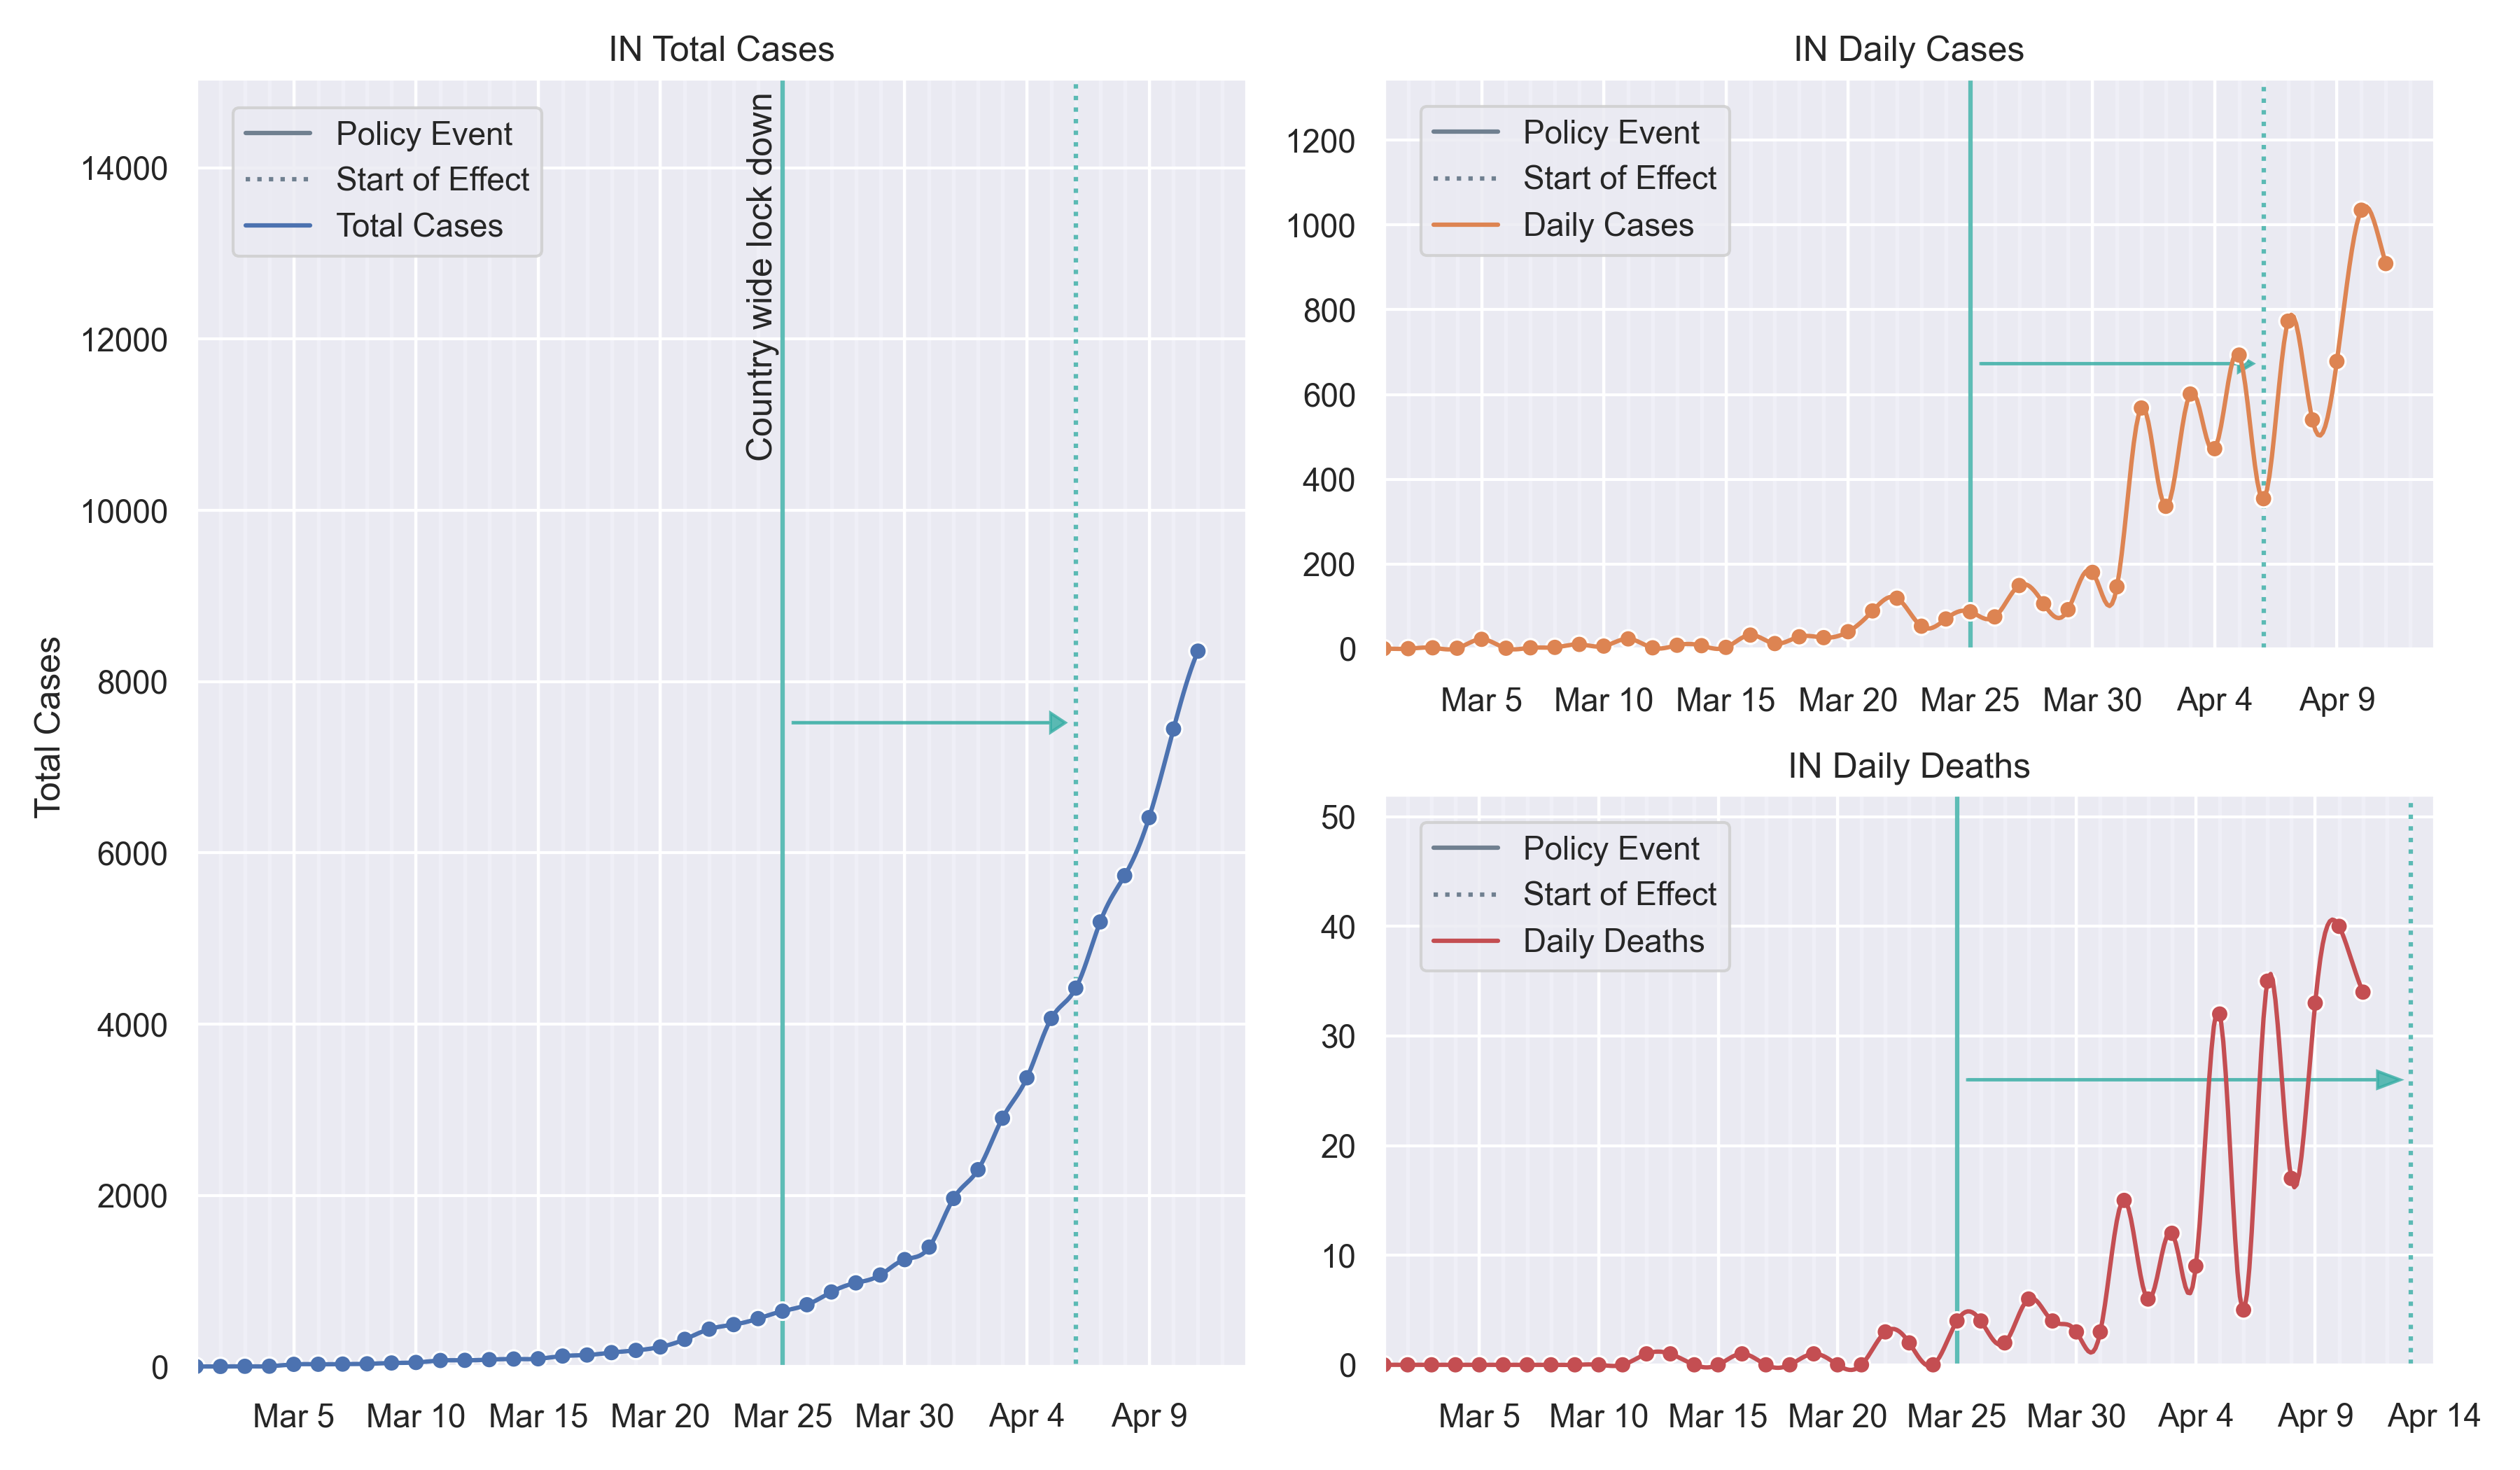 IN Total Cases
Policy Event
Start of Effect
Total Cases
Country wide lock down
14000
12000
10000
8000
6000
4000
2000
0
Total Cases
Mar 5 Mar 10 Mar 15 Mar 20 Mar 25 Mar 30 Apr 4 Apr 9
IN Daily Cases
Policy Event
Start of Effect
Daily Cases
1200
1000
800
600
400
200
0
Mar 5 Mar 10 Mar 15 Mar 20 Mar 25 Mar 30 Apr 4 Apr 9
IN Daily Deaths
Policy Event
Start of Effect
Daily Deaths
50
40
30
20
10
0
Mar 5 Mar 10 Mar 15 Mar 20 Mar 25 Mar 30 Apr 4 Apr 9 Apr 14